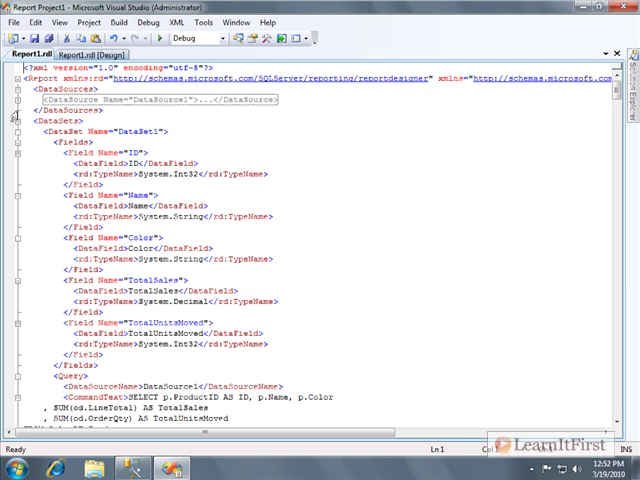 Report Project1 - Microsoft Visual Studio (Administrator)
File Edit View Project Build Debug XML Tools Window Help
Debug
Report1.rdl Report1.rdl [Design]
Solution Explorer
<?xml version="1.0" encoding="utf-8"?>
<Report xmlns:rd="http://schemas.microsoft.com/SQLServer/reporting/reportdesigner" xmlns="http://schemas.microsoft.com
<DataSources>
<DataSource Name="DataSource1">...</DataSource>
</DataSources>
<DataSets>
<DataSet Name="DataSet1">
<Fields>
<Field Name="ID">
<DataField>ID</DataField>
<rd:TypeName>System.Int32</rd:TypeName>
</Field>
<Field Name="Name">
<DataField>Name</DataField>
<rd:TypeName>System.String</rd:TypeName>
</Field>
<Field Name="Color">
<DataField>Color</DataField>
<rd:TypeName>System.String</rd:TypeName>
</Field>
<Field Name="TotalSales">
<DataField>TotalSales</DataField>
<rd:TypeName>System.Decimal</rd:TypeName>
</Field>
<Field Name="TotalUnitsMoved">
<DataField>TotalUnitsMoved</DataField>
<rd:TypeName>System.Int32</rd:TypeName>
</Field>
</Fields>
<Query>
<DataSourceName>DataSource1</DataSourceName>
<CommandText>SELECT p.ProductID AS ID, p.Name, p.Color
, SUM(od.LineTotal) AS TotalSales
, SUM(od.OrderQty) AS TotalUnitsMoved
Ready Ln 1 Col 1 Ch 1 INS
LearnItFirst
12:52 PM
3/19/2010